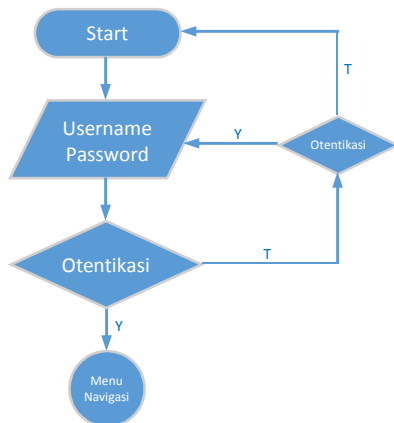 Start
T
Username
Password
Y
Otentikasi
Otentikasi
T
Y
Menu
Navigasi